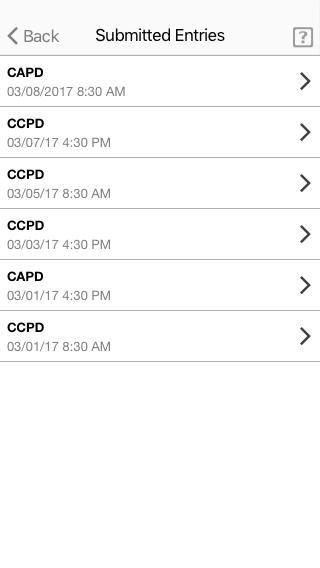 Back
Submitted Entries
?
CAPD
03/08/2017 8:30 AM
CCPD
03/07/17 4:30 PM
CCPD
03/05/17 8:30 AM
CCPD
03/03/17 4:30 PM
CAPD
03/01/17 4:30 PM
CCPD
03/01/17 8:30 AM